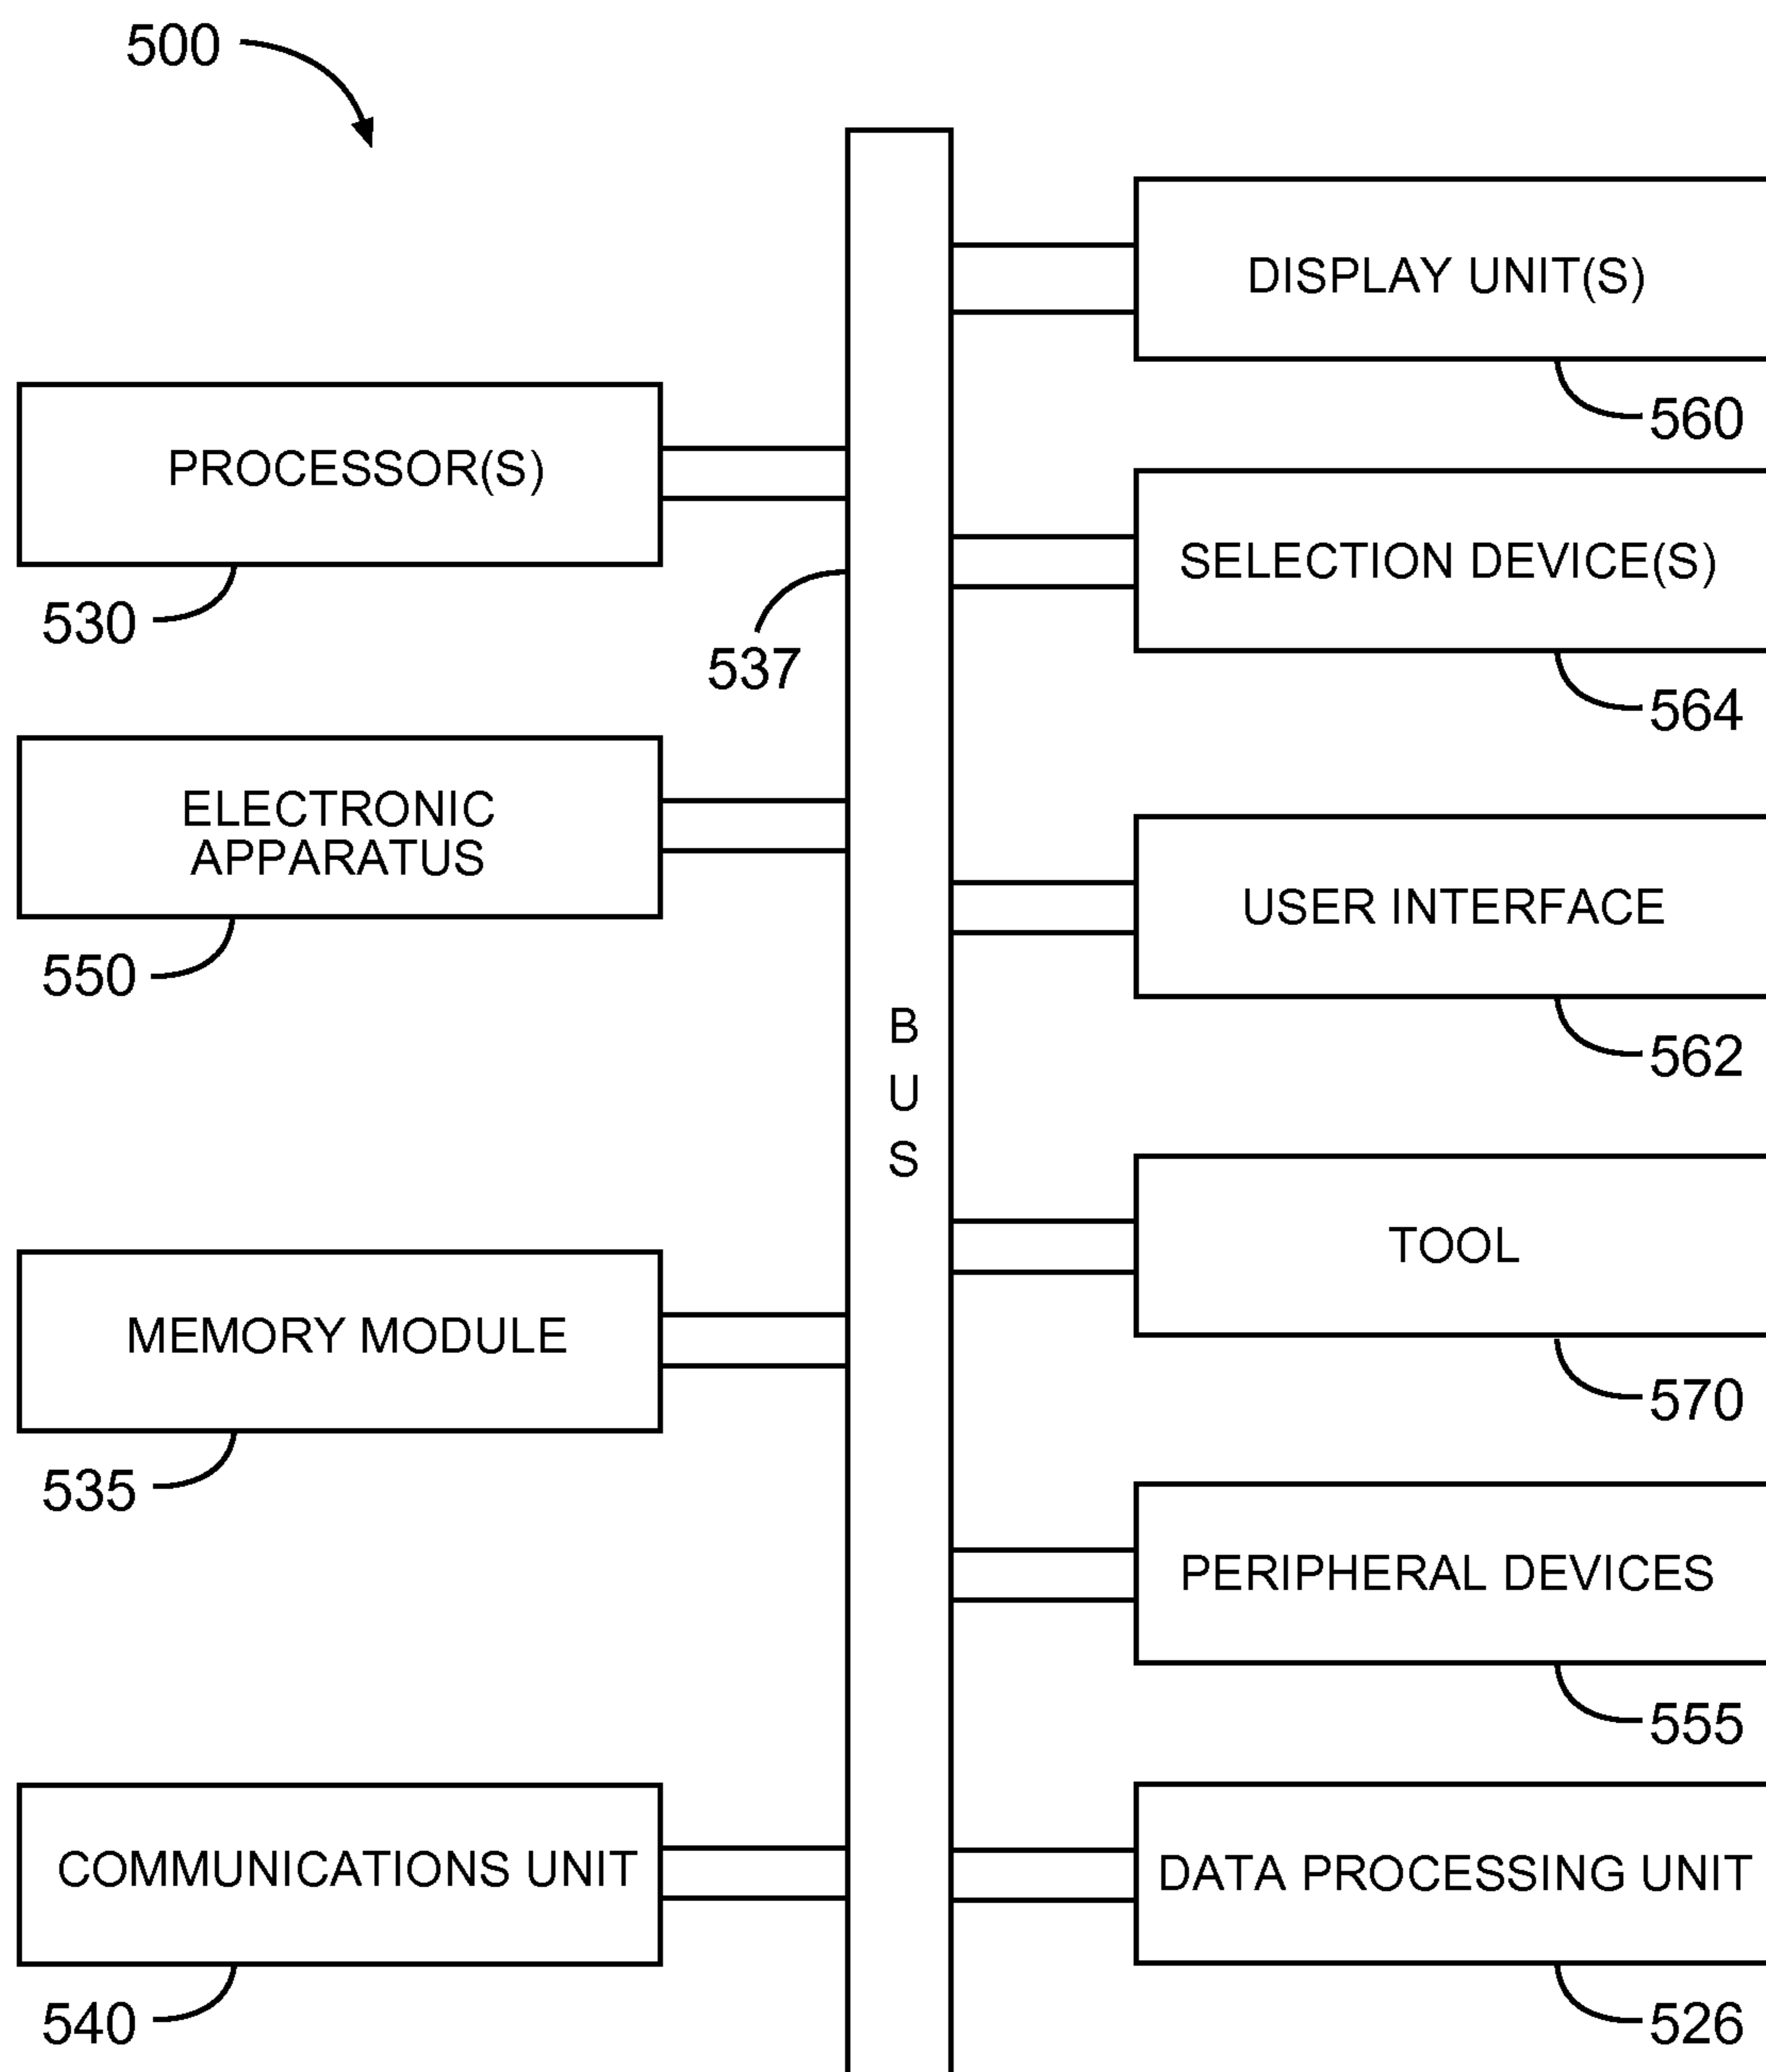 500
DISPLAY UNIT(S)
560
PROCESSOR(S)
530
537
SELECTION DEVICE(S)
564
ELECTRONIC
APPARATUS
550
USER INTERFACE
562
B
U
S
TOOL
570
MEMORY MODULE
535
PERIPHERAL DEVICES
555
COMMUNICATIONS UNIT
540
DATA PROCESSING UNIT
526